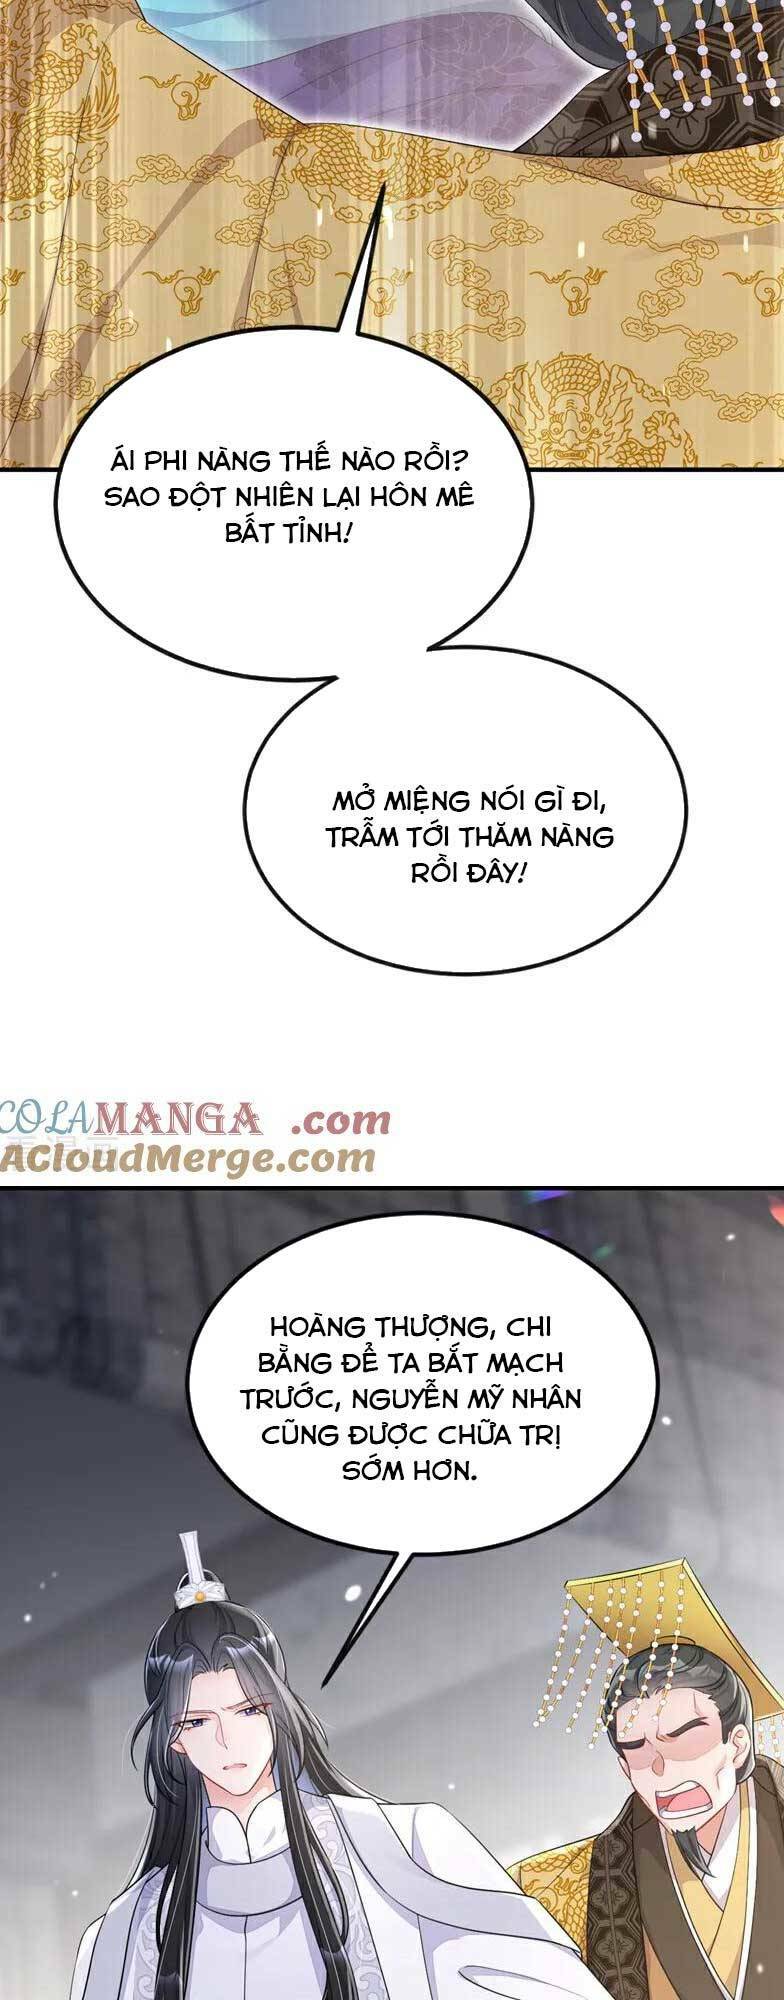 ÁI PHI NÀNG THẾ NÀO RỒI?
SAO ĐỘT NHIÊN LẠI HÔN MÊ
BẤT TỈNH!
MỞ MIỆNG NÓI GÌ ĐI,
TRẪM TỚI THĂM NÀNG
RỒI ĐÂY!
COLAMANGA.com
AcloudMerge.com
HOÀNG THƯỢNG, CHI
BẰNG ĐỂ TA BẮT MẠCH
TRƯỚC, NGUYỄN MỸ NHÂN
CŨNG ĐƯỢC CHỮA TRỊ
SỚM HƠN.